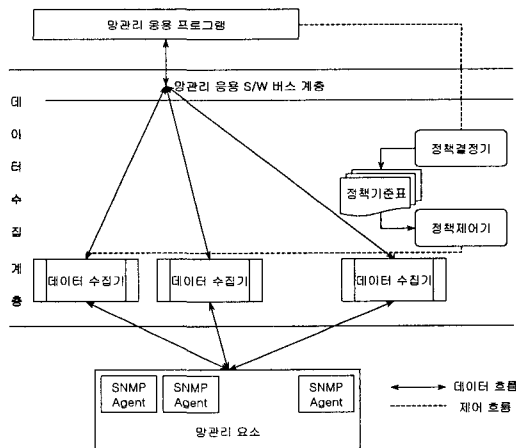 망관리 응용 프로그램
망관리 응용 S/W 버스 계층
데
이
터
수
집
계
층
정책결정기
정책기준표
정책제어기
데이터 수집기
데이터 수집기
데이터 수집기
SNMP
Agent
SNMP
Agent
SNMP
Agent
망관리 요소
데이터 흐름
제어 흐름